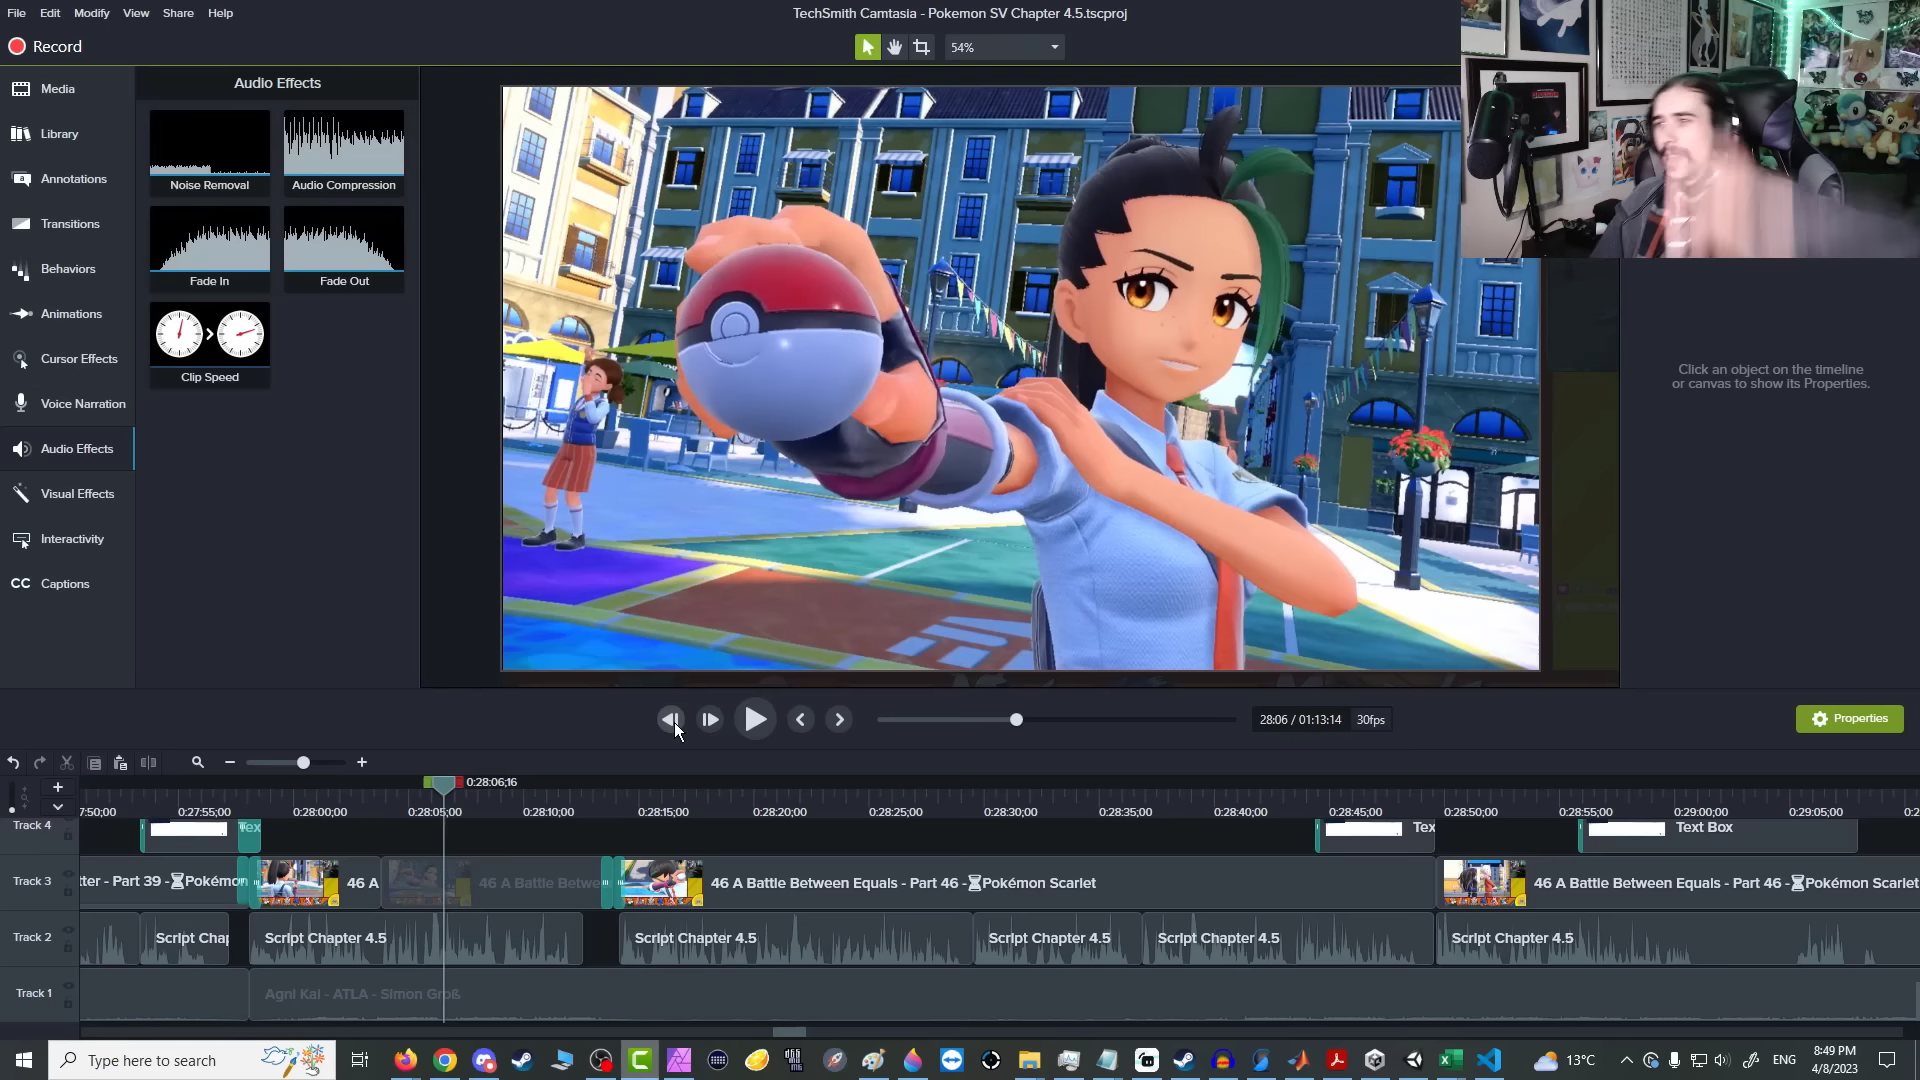 File Edit Modify View Share Help
TechSmith Camtasia - Pokemon SV Chapter 4.5.tscproj
Record
54%
Media
Library
Annotations
Transitions
Behaviors
Animations
Cursor Effects
Voice Narration
Audio Effects
Visual Effects
Interactivity
CC Captions
Audio Effects
Noise Removal
Audio Compression
Fade In
Fade Out
Clip Speed
Click an object on the timeline
or canvas to show its Properties.
28:06 / 01:13:14
30fps
Properties
0:28:06;16
7:50;00 0:27:55;00 0:28:00;00 0:28:05;00 0:28:10;00 0:28:15;00 0:28:20;00 0:28:25;00 0:28:30;00 0:28:35;00 0:28:40;00 0:28:45;00 0:28:50;00 0:28:55;00 0:29:00;00 0:29:05;00
Track 4
Tex
Tex
Text Box
Track 3
tter - Part 39 -⌛Pokémon
46 A
46 A Battle Betwe
46 A Battle Between Equals - Part 46 -⌛Pokémon Scarlet
46 A Battle Between Equals - Part 46 -⌛Pokémon Scarlet
Track 2
Script Chap
Script Chapter 4.5
Script Chapter 4.5
Script Chapter 4.5
Script Chapter 4.5
Script Chapter 4.5
Track 1
Agni Kai - ATLA - Simon Groß
Type here to search
13°C
ENG
8:49 PM
4/8/2023